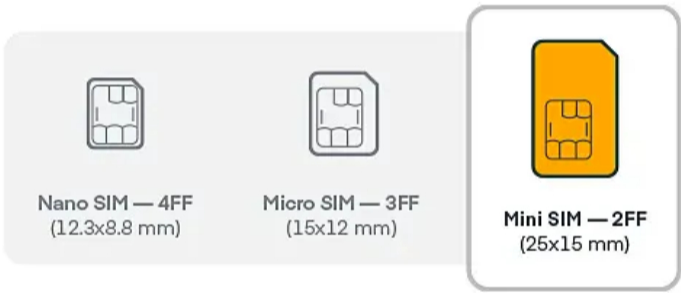 Nano SIM — 4FF
(12.3x8.8 mm)
Micro SIM — 3FF
(15x12 mm)
Mini SIM — 2FF
(25x15 mm)